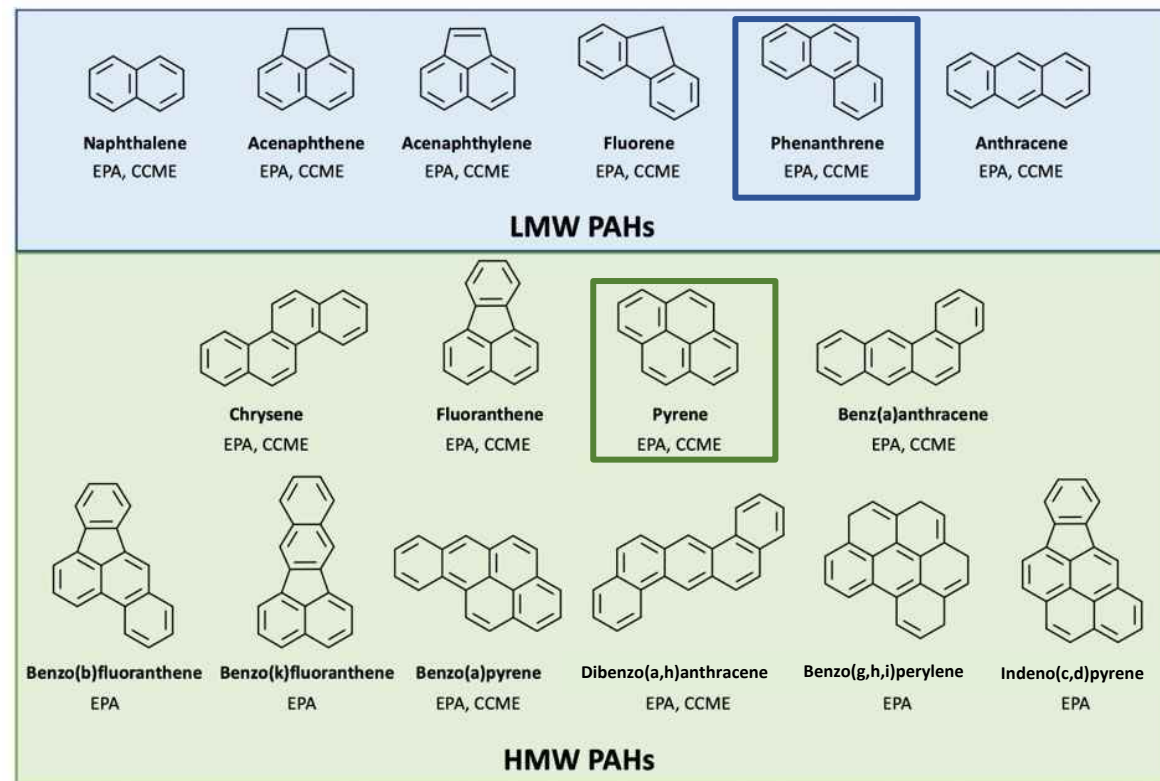 Naphthalene
EPA, CCME
Acenaphthene
EPA, CCME
Acenaphthylene
EPA, CCME
Fluorene
EPA, CCME
Phenanthrene
EPA, CCME
Anthracene
EPA, CCME
LMW PAHs
Chrysene
EPA, CCME
Fluoranthene
EPA, CCME
Pyrene
EPA, CCME
Benz(a)anthracene
EPA, CCME
Benzo(b)fluoranthene
EPA
Benzo(k)fluoranthene
EPA
Benzo(a)pyrene
EPA, CCME
Dibenzo(a,h)anthracene
EPA, CCME
Benzo(g,h,i)perylene
EPA
Indeno(c,d)pyrene
EPA
HMW PAHs